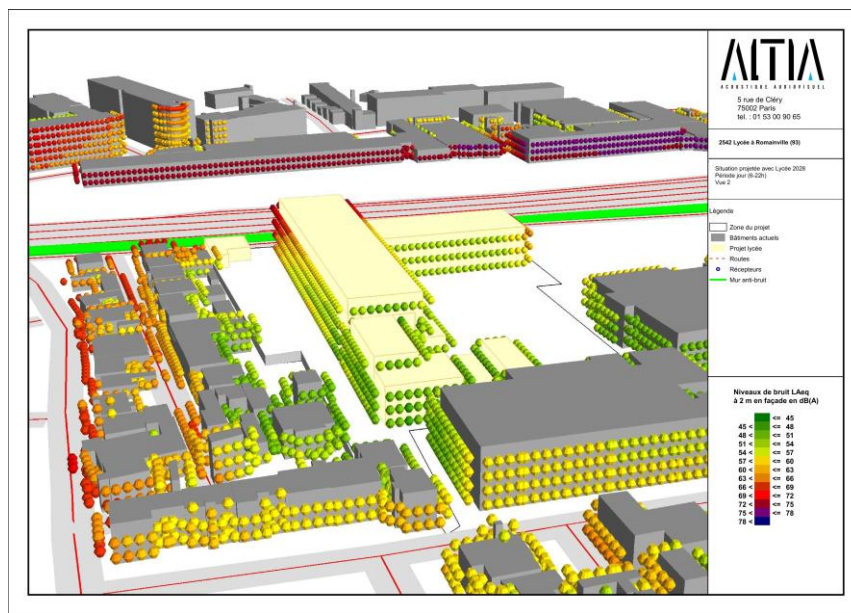 ALTIA
ACOUSTIQUE AUDIOVISUEL
5 rue de Cléry
75002 Paris
tel. : 01 53 00 90 65
2542 Lycée à Romainville (93)
Situation projetée avec Lycée 2028
Période jour (6-22h)
Vue 2
Légende
Zone du projet
Bâtiments actuels
Projet lycée
Routes
Récepteurs
Mur anti-bruit
Niveaux de bruit LAeq
à 2 m en façade en dB(A)
<= 45
45 < <= 48
48 < <= 51
51 < <= 54
54 < <= 57
57 < <= 60
60 < <= 63
63 < <= 66
66 < <= 69
69 < <= 72
72 < <= 75
75 < <= 78
78 <